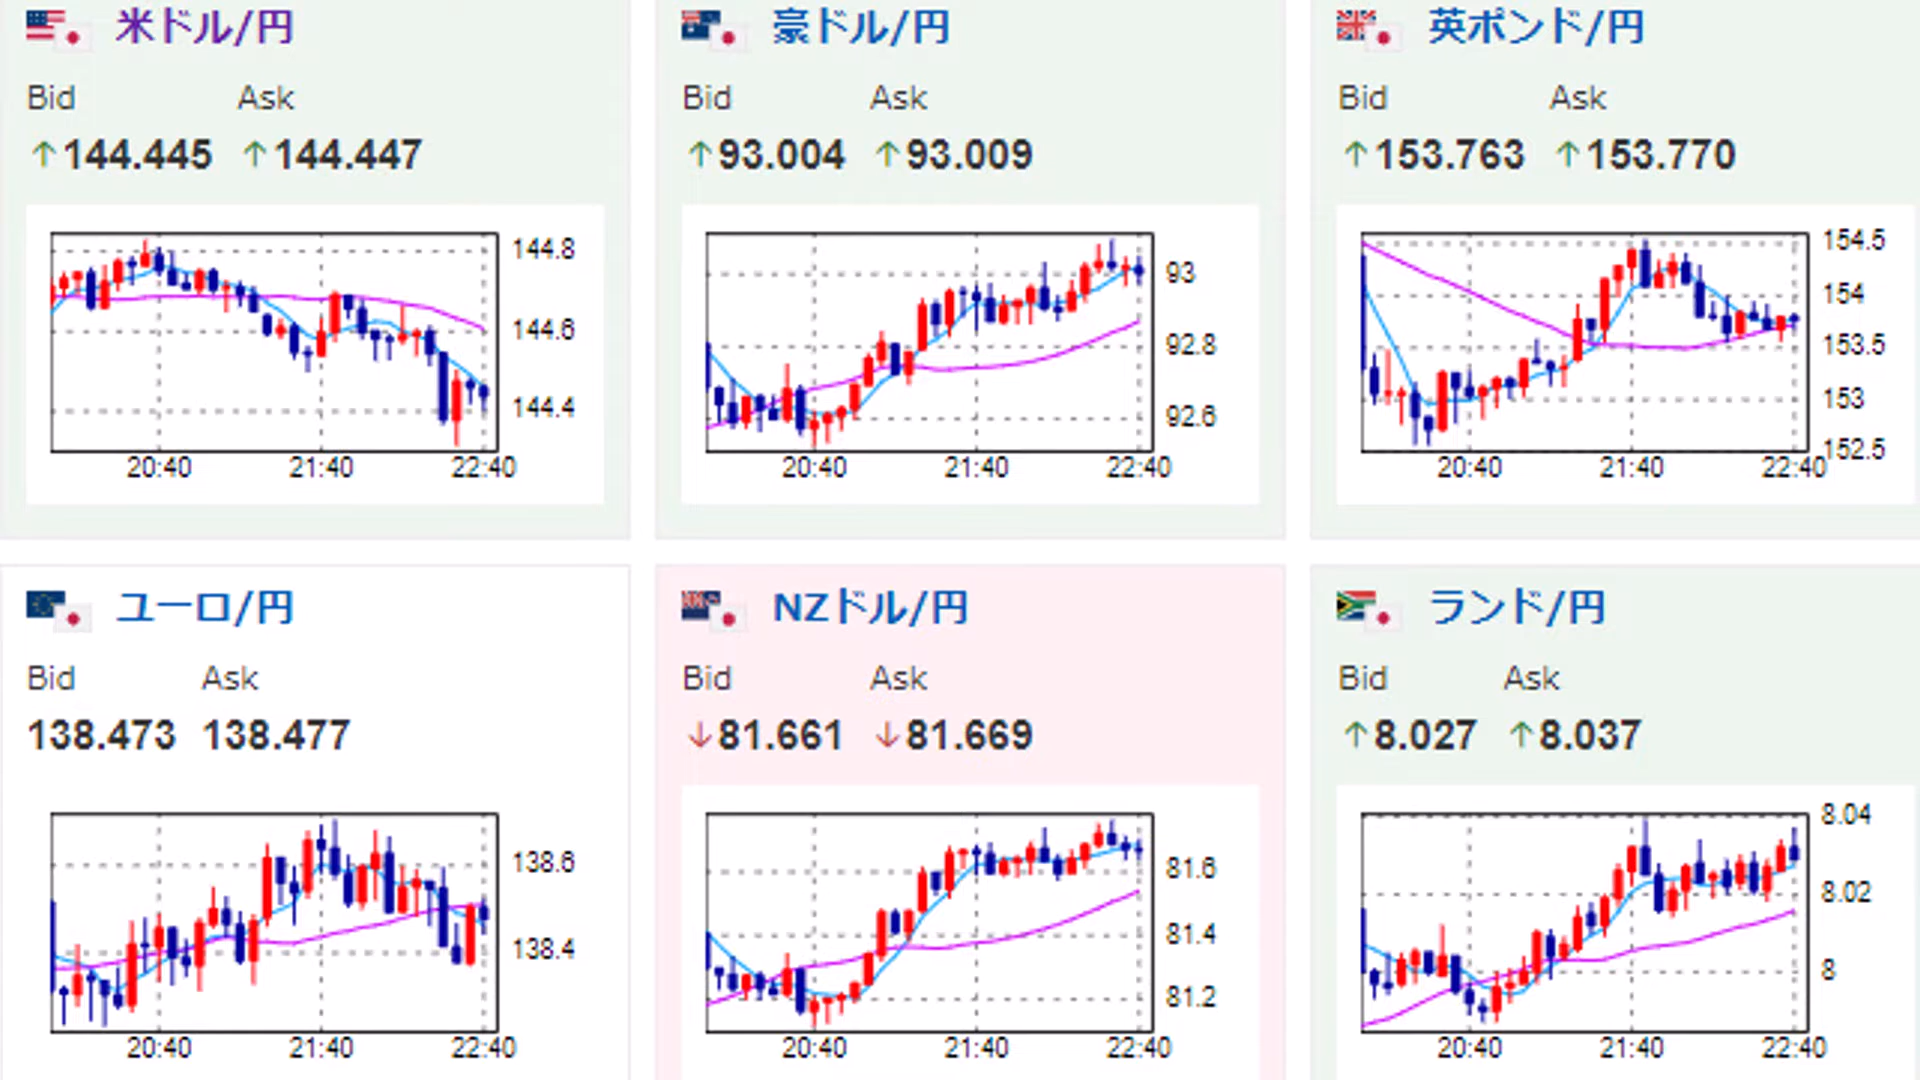 米ドル/円
Bid Ask
↑144.445 ↑144.447
144.8
144.6
144.4
20:40 21:40 22:40
豪ドル/円
Bid Ask
↑93.004 ↑93.009
93
92.8
92.6
20:40 21:40 22:40
英ポンド/円
Bid Ask
↑153.763 ↑153.770
154.5
154
153.5
153
152.5
20:40 21:40 22:40
ユーロ/円
Bid Ask
138.473 138.477
138.6
138.4
20:40 21:40 22:40
NZドル/円
Bid Ask
↓81.661 ↓81.669
81.6
81.4
81.2
20:40 21:40 22:40
ランド/円
Bid Ask
↑8.027 ↑8.037
8.04
8.02
8
20:40 21:40 22:40